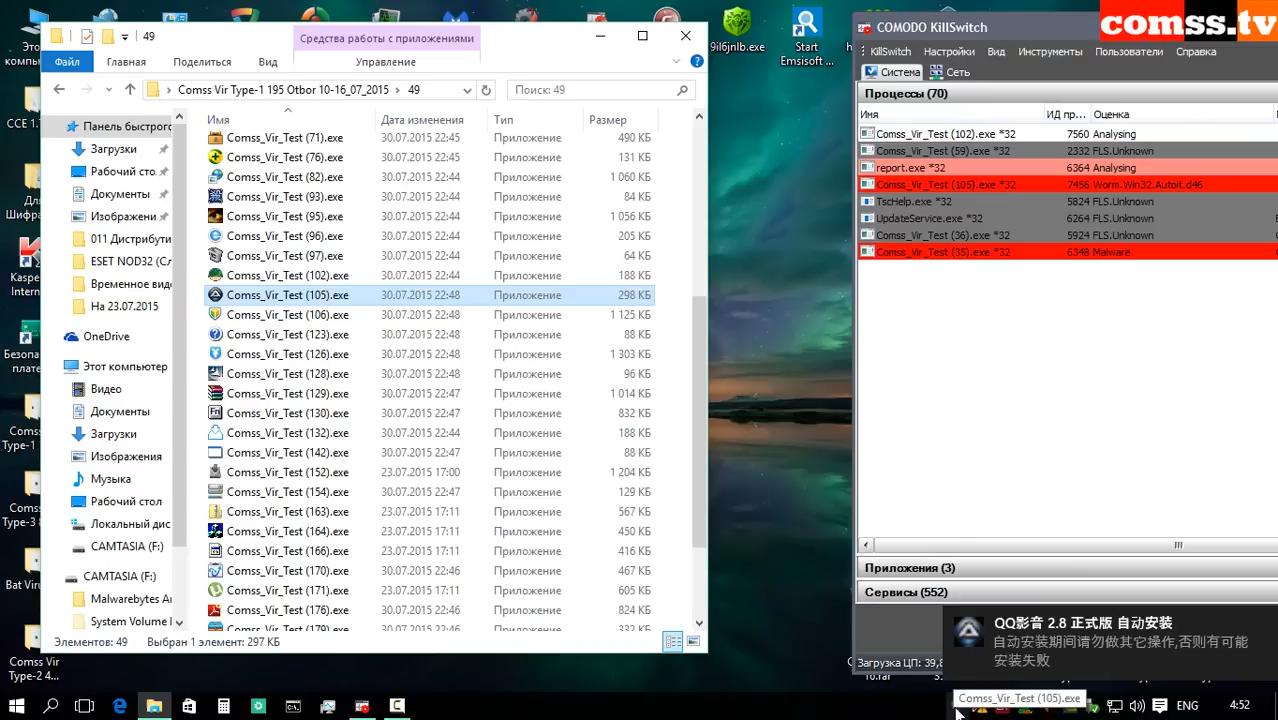 comss.tv
Этот
9il6jnlb.exe
Start
Emsisoft ...
49
Средства работы с приложениями
Файл
Главная
Поделиться
Вид
Управление
Comss Vir Type-1 195 Otbor 10-16_07_2015
49
Поиск: 49
Имя
Дата изменения
Тип
Размер
Панель быстрог
Загрузки
Рабочий сто.
Документы
Изображени
011 Дистрибути
ESET NOD32 (Сл
Временное вид
На 23.07.2015
OneDrive
Этот компьютер
Видео
Документы
Загрузки
Изображения
Музыка
Рабочий стол
Локальный дис
CAMTASIA (F:)
CAMTASIA (F:)
Malwarebytes Ar
System Volume I
Comss_Vir_Test (71).exe 30.07.2015 22:45 Приложение 490 КБ
Comss_Vir_Test (76).exe 30.07.2015 22:45 Приложение 131 КБ
Comss_Vir_Test (82).exe 30.07.2015 22:44 Приложение 1 060 КБ
Comss_Vir_Test (93).exe 30.07.2015 22:44 Приложение 84 КБ
Comss_Vir_Test (95).exe 30.07.2015 22:44 Приложение 1 056 КБ
Comss_Vir_Test (96).exe 30.07.2015 22:44 Приложение 205 КБ
Comss_Vir_Test (97).exe 30.07.2015 22:44 Приложение 64 КБ
Comss_Vir_Test (102).exe 30.07.2015 22:44 Приложение 188 КБ
Comss_Vir_Test (105).exe 30.07.2015 22:48 Приложение 298 КБ
Comss_Vir_Test (106).exe 30.07.2015 22:48 Приложение 1 125 КБ
Comss_Vir_Test (123).exe 30.07.2015 22:48 Приложение 88 КБ
Comss_Vir_Test (126).exe 30.07.2015 22:48 Приложение 1 303 КБ
Comss_Vir_Test (128).exe 30.07.2015 22:48 Приложение 96 КБ
Comss_Vir_Test (129).exe 30.07.2015 22:47 Приложение 1 014 КБ
Comss_Vir_Test (130).exe 30.07.2015 22:47 Приложение 832 КБ
Comss_Vir_Test (132).exe 30.07.2015 22:44 Приложение 188 КБ
Comss_Vir_Test (142).exe 30.07.2015 22:47 Приложение 88 КБ
Comss_Vir_Test (152).exe 23.07.2015 17:00 Приложение 1 204 КБ
Comss_Vir_Test (154).exe 30.07.2015 22:47 Приложение 129 КБ
Comss_Vir_Test (163).exe 23.07.2015 17:11 Приложение 567 КБ
Comss_Vir_Test (164).exe 23.07.2015 17:11 Приложение 450 КБ
Comss_Vir_Test (166).exe 23.07.2015 17:11 Приложение 416 КБ
Comss_Vir_Test (170).exe 30.07.2015 22:46 Приложение 467 КБ
Comss_Vir_Test (171).exe 23.07.2015 17:11 Приложение 605 КБ
Comss_Vir_Test (176).exe 30.07.2015 22:46 Приложение 824 КБ
Comss_Vir_Test (179).exe 30.07.2015 22:46 Приложение 332 КБ
Элементов: 49 Выбран 1 элемент: 297 КБ
Comss Vir
Type-2 4...
COMODO KillSwitch
KillSwitch Настройки Вид Инструменты Пользователи Справка
Система Сеть
Процессы (70)
Имя ИД пр... Оценка
Comss_Vir_Test (102).exe *32 7560 Analysing
Comss_Vir_Test (59).exe *32 2332 FLS.Unknown
report.exe *32 6364 Analysing
Comss_Vir_Test (105).exe *32 7456 Worm.Win32.Autoit.d46
TscHelp.exe *32 5824 FLS.Unknown
UpdateService.exe *32 6264 FLS.Unknown
Comss_Vir_Test (36).exe *32 5924 FLS.Unknown
Comss_Vir_Test (35).exe *32 6348 Malware
Приложения (3)
Сервисы (552)
Загрузка ЦП: 39,8
QQ影音 2.8 正式版 自动安装
自动安装期间请勿做其它操作,否则有可能
安装失败
Comss_Vir_Test (105).exe
ENG
4:52